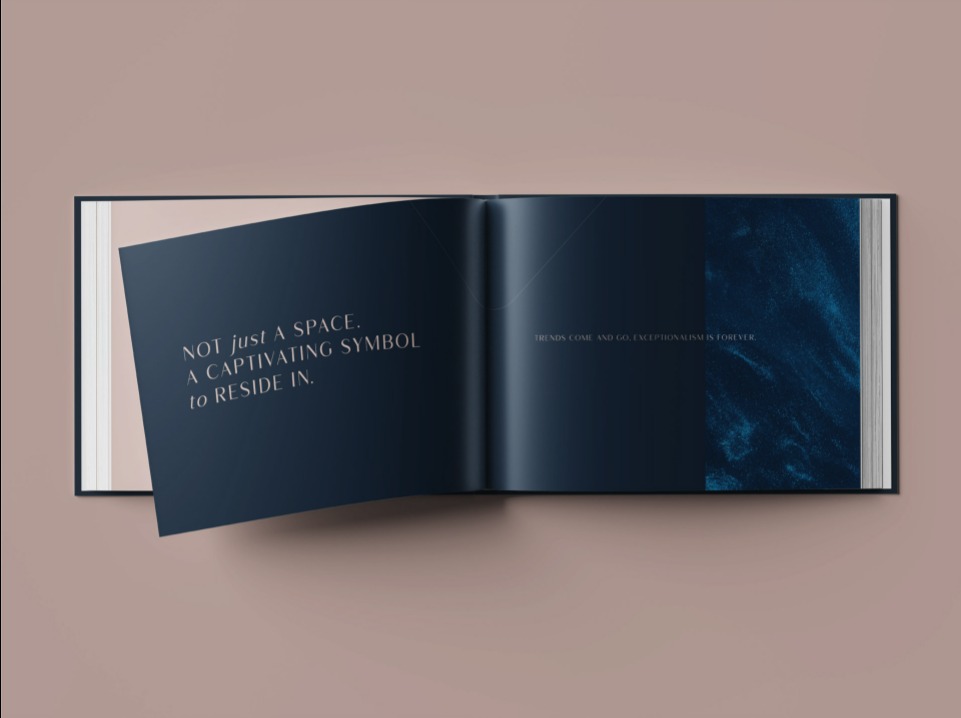 NOT just A SPACE.
A CAPTIVATING SYMBOL
to RESIDE IN.
TRENDS COME AND GO. EXCEPTIONALISM IS FOREVER.